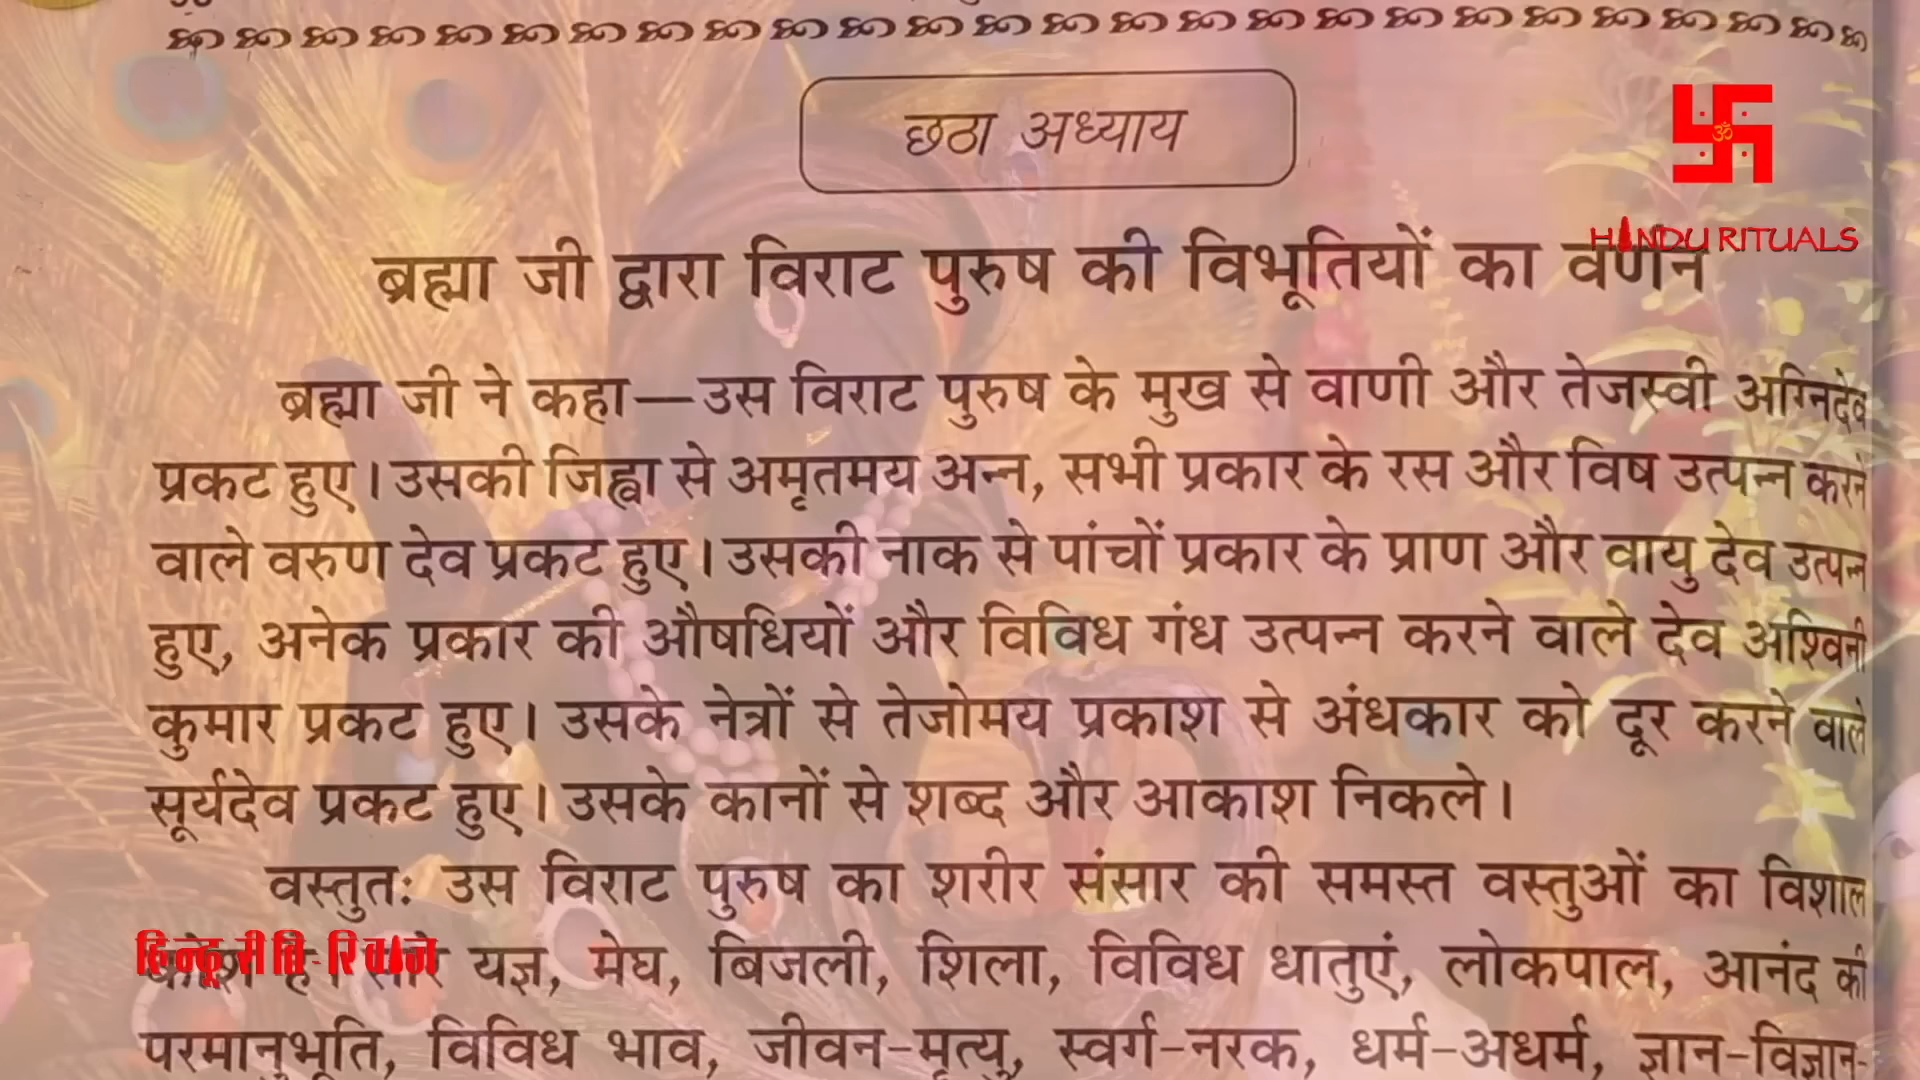 छठा अध्याय
HINDU RITUALS
ब्रह्मा जी द्वारा विराट पुरुष की विभूतियों का वर्णन
ब्रह्मा जी ने कहा—उस विराट पुरुष के मुख से वाणी और तेजस्वी अग्निदेव
प्रकट हुए। उसकी जिह्वा से अमृतमय अन्न, सभी प्रकार के रस और विष उत्पन्न करने
वाले वरुण देव प्रकट हुए। उसकी नाक से पांचों प्रकार के प्राण और वायु देव उत्पन्न
हुए, अनेक प्रकार की औषधियों और विविध गंध उत्पन्न करने वाले देव अश्विनी
कुमार प्रकट हुए। उसके नेत्रों से तेजोमय प्रकाश से अंधकार को दूर करने वाले
सूर्यदेव प्रकट हुए। उसके कानों से शब्द और आकाश निकले।
वस्तुतः उस विराट पुरुष का शरीर संसार की समस्त वस्तुओं का विशाल
हिन्दू रीति-रिवाज
यज्ञ, मेघ, बिजली, शिला, विविध धातुएं, लोकपाल, आनंद की
परमानुभूति, विविध भाव, जीवन-मृत्यु, स्वर्ग-नरक, धर्म-अधर्म, ज्ञान-विज्ञान-